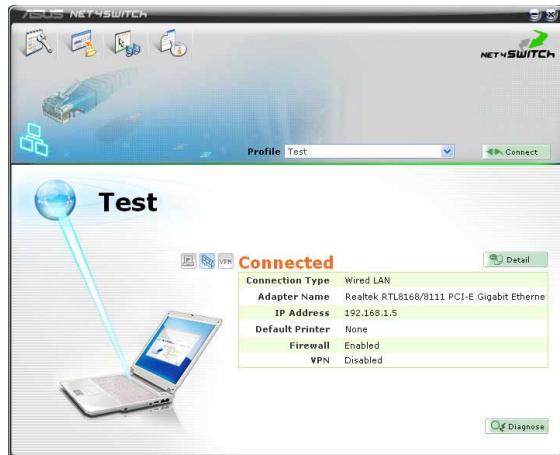 ASUS NET4SWITCH
NET4SWITCH
Profile Test
Connect
Test
VPN Connected
Detail
Connection Type Wired LAN
Adapter Name Realtek RTL8168/8111 PCI-E Gigabit Etherne
IP Address 192.168.1.5
Default Printer None
Firewall Enabled
VPN Disabled
Diagnose